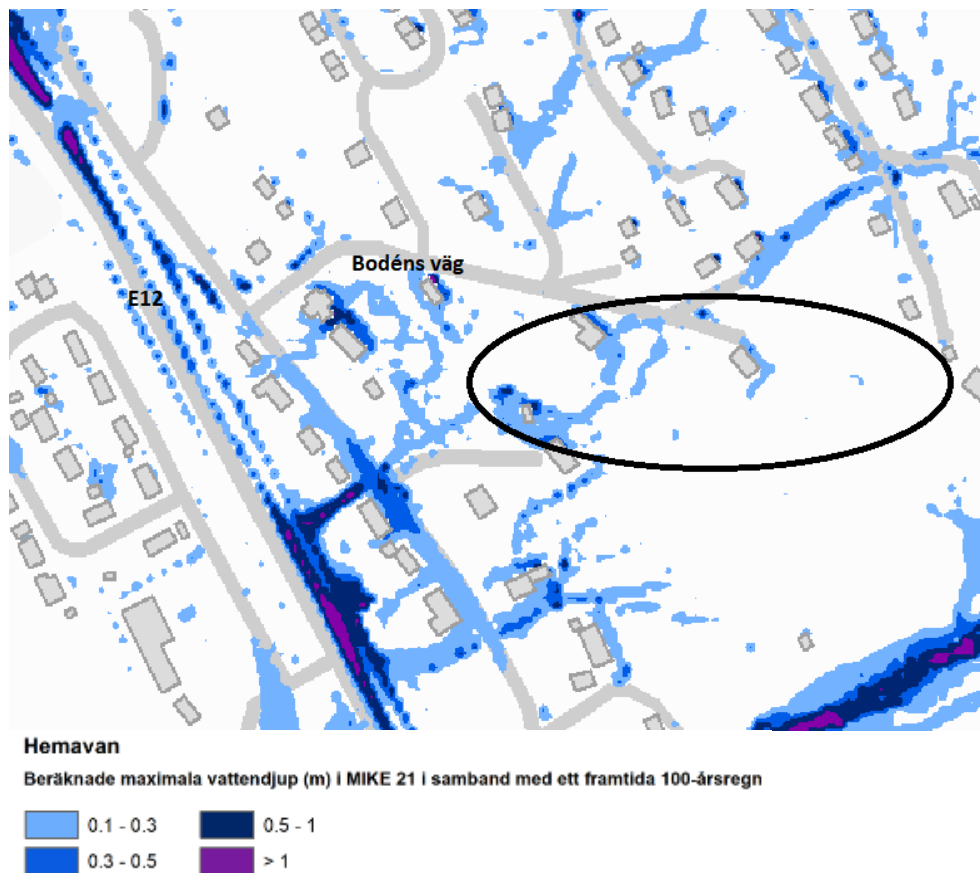 Bodéns väg
E12
Hemavan
Beräknade maximala vattendjup (m) i MIKE 21 i samband med ett framtida 100-årsregn
0.1 - 0.3
0.5 - 1
0.3 - 0.5
> 1